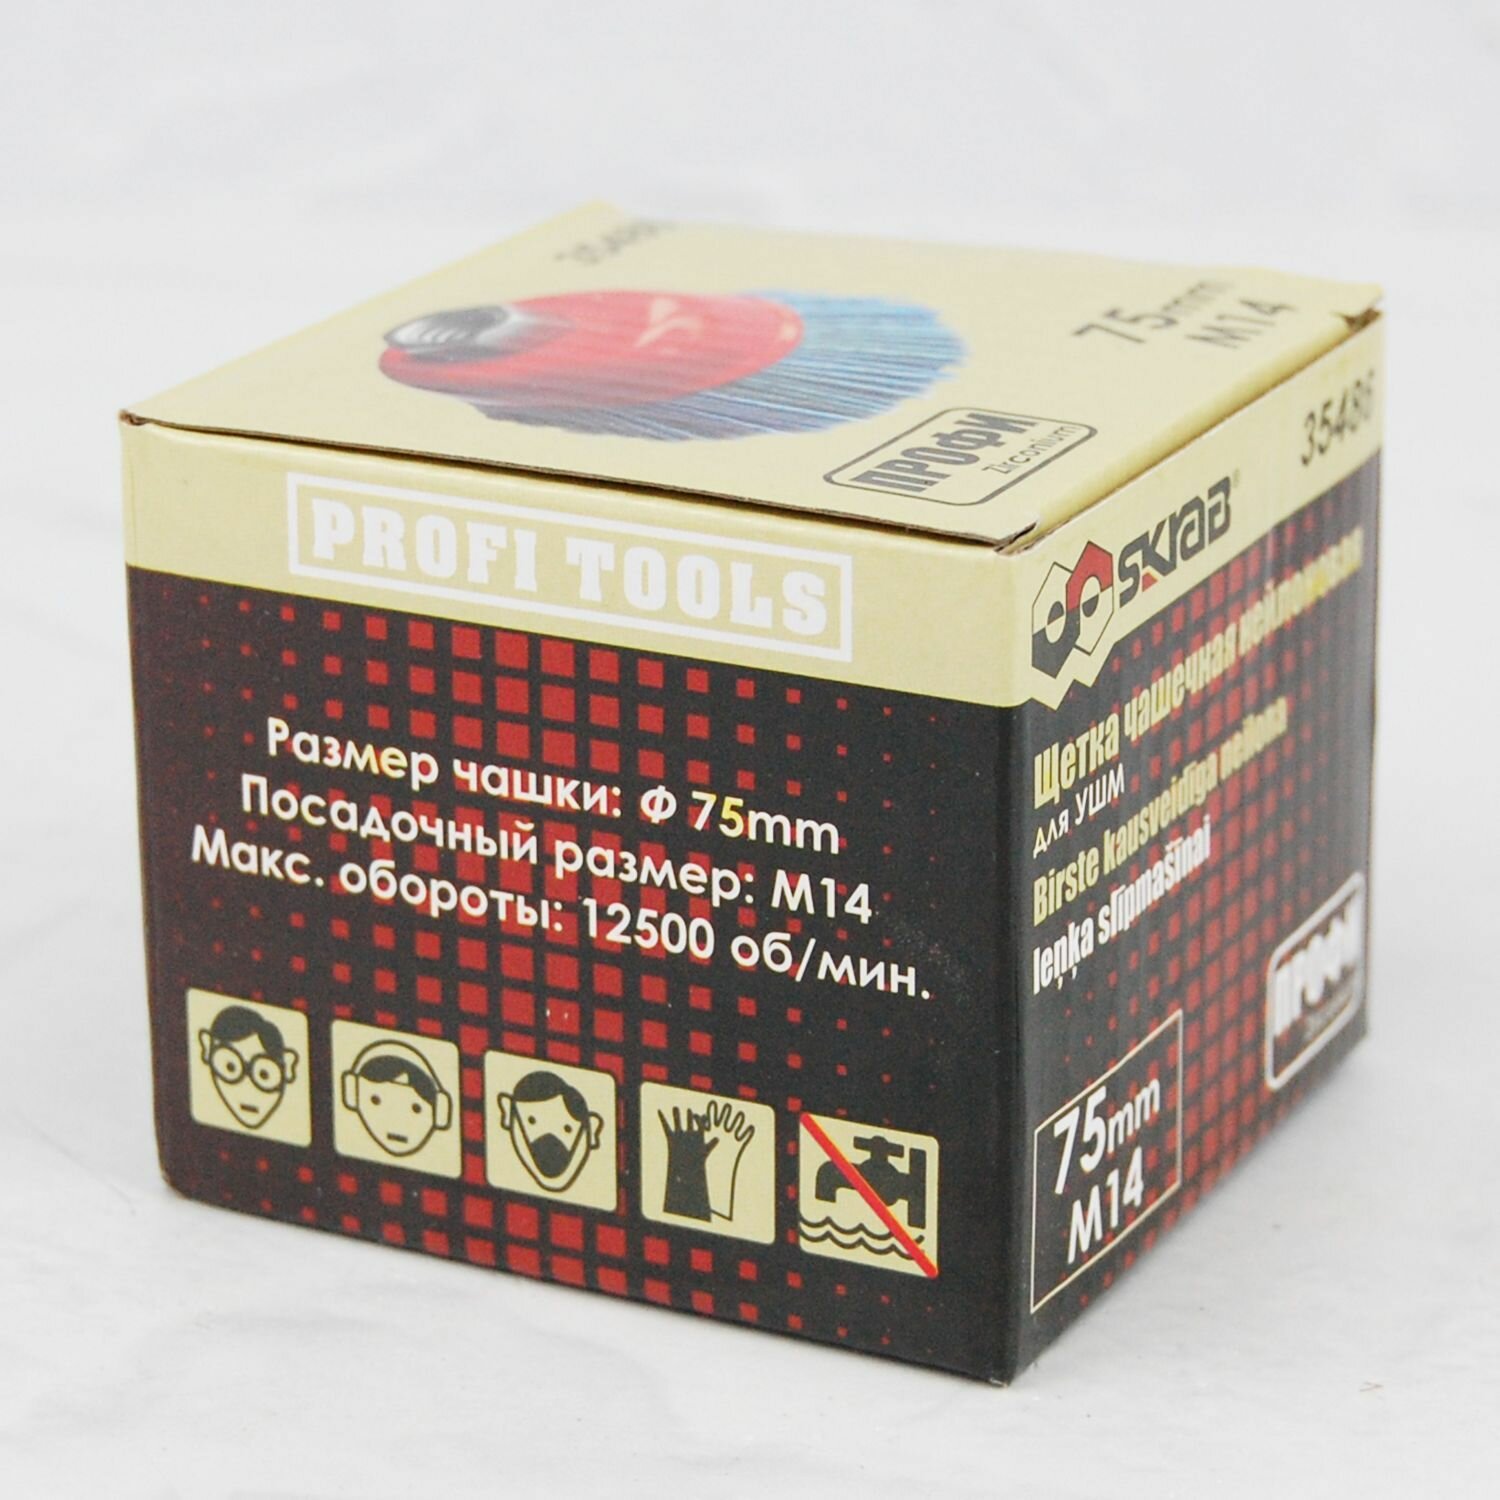 35486
75mm
M14
ПРОФИ
Zirconium
PROFI TOOLS
Размер чашки: Ф 75mm
Посадочный размер: М14
Макс. обороты: 12500 об/мин.
35486
SKRAB®
Щетка чашечная нейлоновая
для УШМ
Birste kausveidīga neilona
leņķa slīpmašīnai
ПРОФИ
75mm
M14